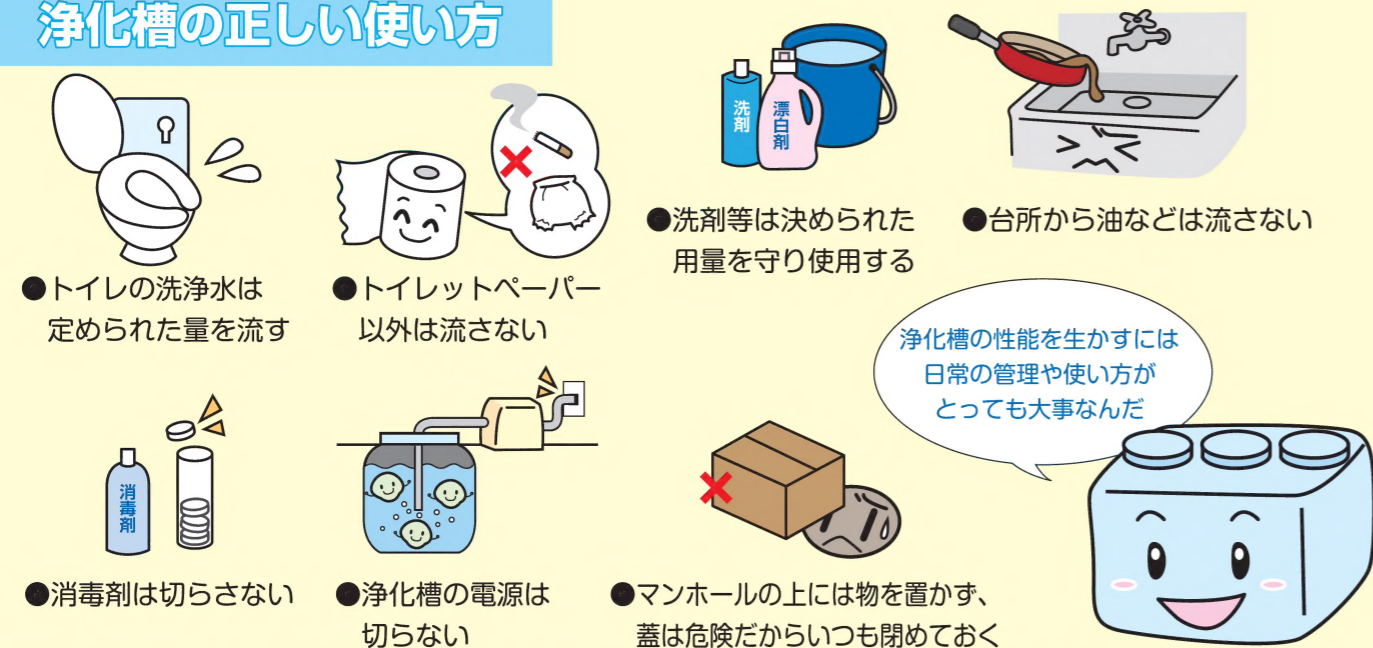 浄化槽の正しい使い方
洗剤
漂白剤
●トイレの洗浄水は
定められた量を流す
●トイレットペーパー
以外は流さない
●洗剤等は決められた
用量を守り使用する
●台所から油などは流さない
浄化槽の性能を生かすには
日常の管理や使い方が
とっても大事なんだ
消毒剤
●消毒剤は切らさない
●浄化槽の電源は
切らない
●マンホールの上には物を置かず、
蓋は危険だからいつも閉めておく